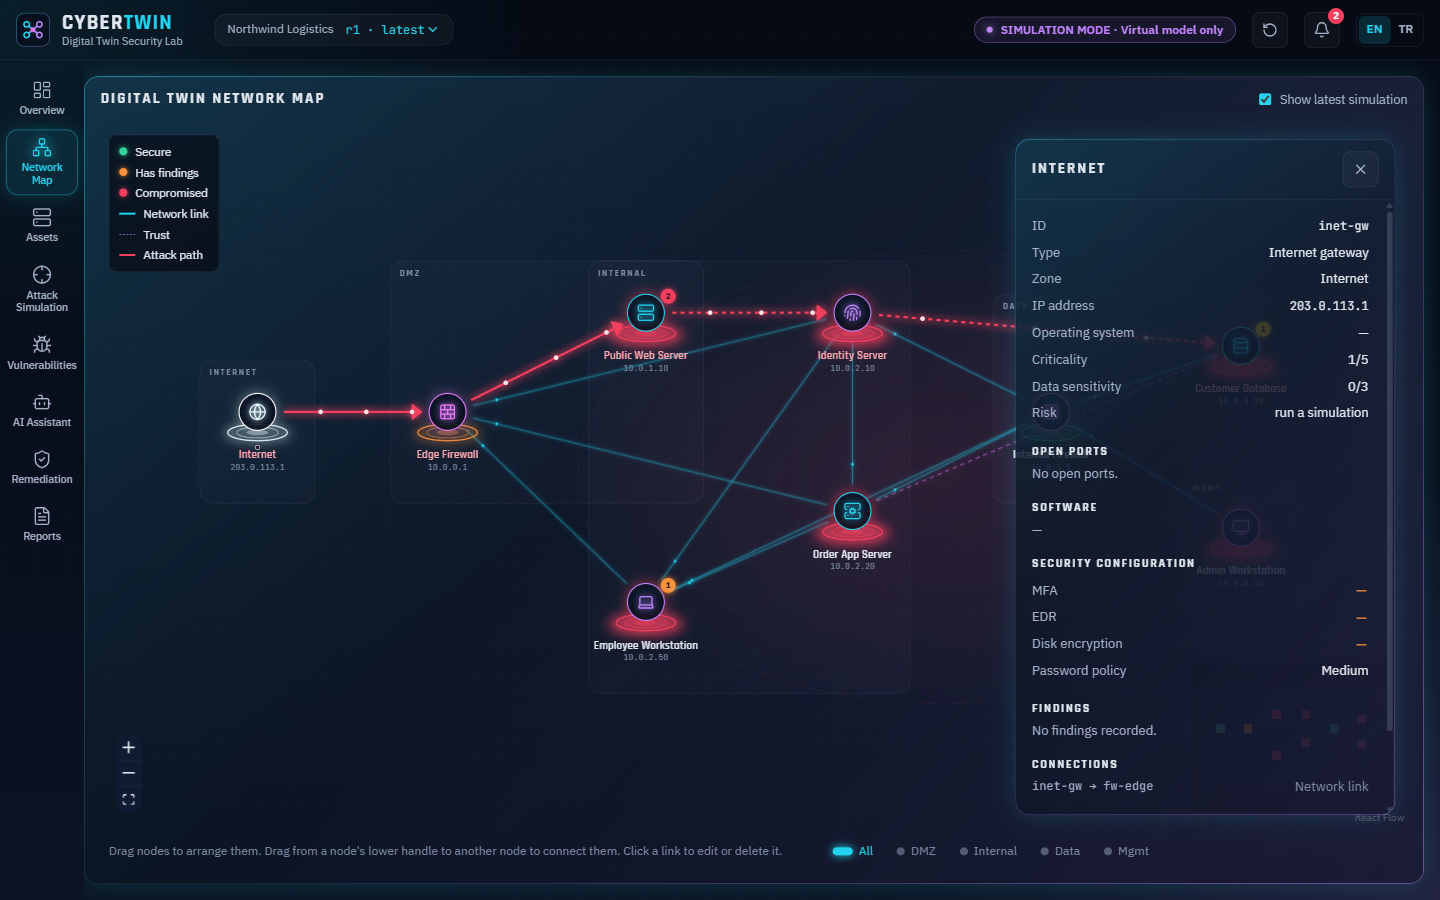 CYBERTWIN
Digital Twin Security Lab
Northwind Logistics r1 · latest
SIMULATION MODE · Virtual model only
2
EN TR
Overview
Network
Map
Assets
Attack
Simulation
Vulnerabilities
AI Assistant
Remediation
Reports
DIGITAL TWIN NETWORK MAP
Show latest simulation
Secure
Has findings
Compromised
Network link
Trust
Attack path
INTERNET
Internet
203.0.113.1
DMZ
Edge Firewall
10.0.0.1
INTERNAL
2
Public Web Server
10.0.1.10
Identity Server
10.0.2.10
Order App Server
10.0.2.20
1
Employee Workstation
10.0.2.50
1
Customer Database
MGMT
Admin Workstation
INTERNET
ID inet-gw
Type Internet gateway
Zone Internet
IP address 203.0.113.1
Operating system —
Criticality 1/5
Data sensitivity 0/3
Risk run a simulation
OPEN PORTS
No open ports.
SOFTWARE
—
SECURITY CONFIGURATION
MFA —
EDR —
Disk encryption —
Password policy Medium
FINDINGS
No findings recorded.
CONNECTIONS
inet-gw → fw-edge Network link
React Flow
Drag nodes to arrange them. Drag from a node's lower handle to another node to connect them. Click a link to edit or delete it.
All DMZ Internal Data Mgmt